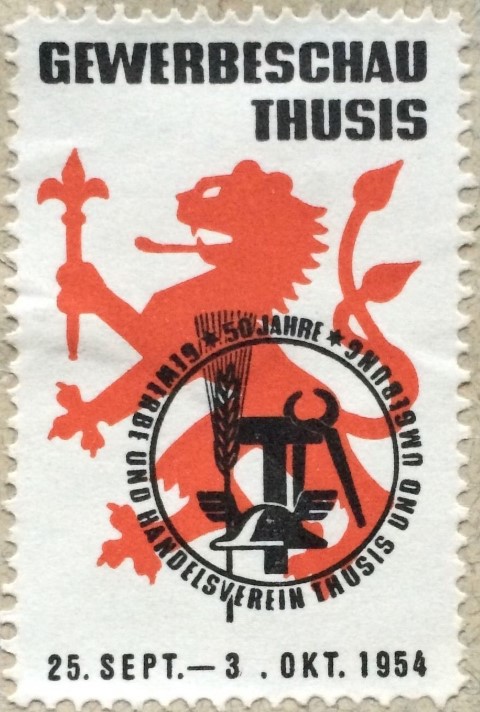 GEWERBESCHAU
THUSIS
★ 50 JAHRE ★
GEWERBE UND HANDELSVEREIN THUSIS UND UMGEBUNG
25. SEPT. — 3 . OKT. 1954